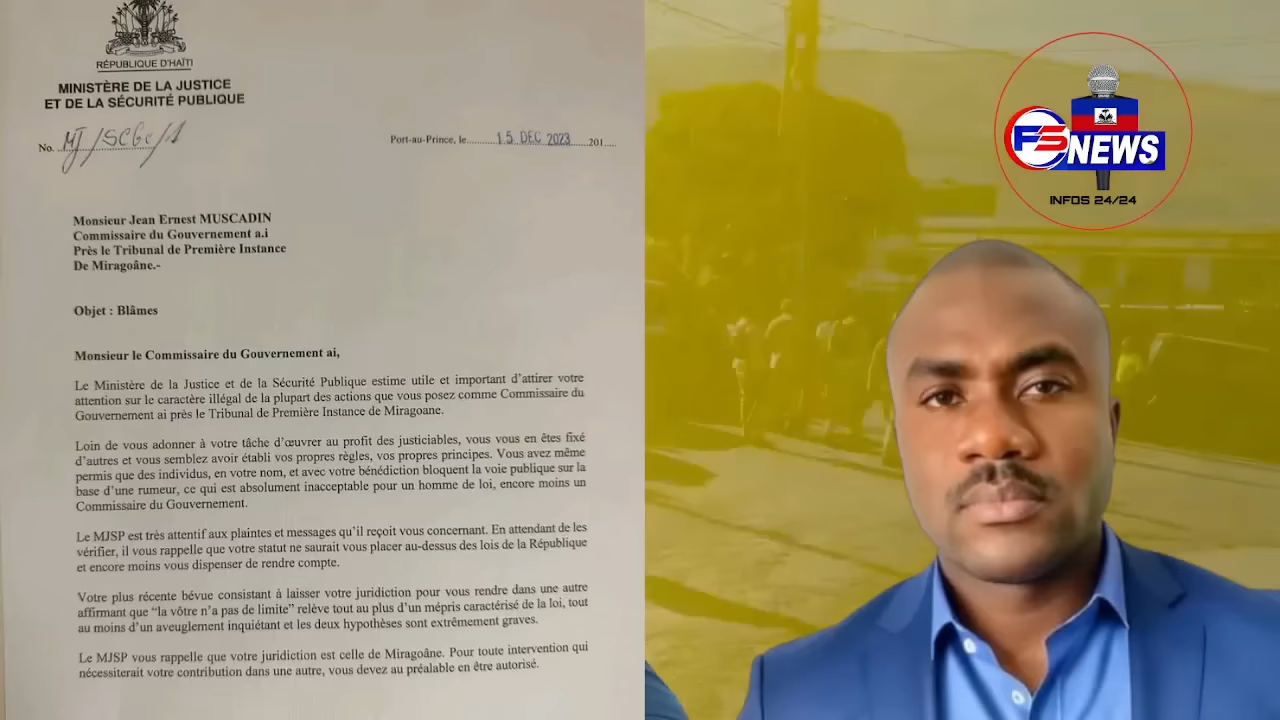 RÉPUBLIQUE D'HAÏTI
MINISTÈRE DE LA JUSTICE
ET DE LA SÉCURITÉ PUBLIQUE
No. MJ/SCGC/1
Port-au-Prince, le 15 DEC 2023 201
Monsieur Jean Ernest MUSCADIN
Commissaire du Gouvernement a.i
Près le Tribunal de Première Instance
De Miragoâne.-
Objet : Blâmes
Monsieur le Commissaire du Gouvernement ai,
Le Ministère de la Justice et de la Sécurité Publique estime utile et important d'attirer votre
attention sur le caractère illégal de la plupart des actions que vous posez comme Commissaire du
Gouvernement ai près le Tribunal de Première Instance de Miragoane.
Loin de vous adonner à votre tâche d'œuvrer au profit des justiciables, vous vous en êtes fixé
d'autres et vous semblez avoir établi vos propres règles, vos propres principes. Vous avez même
permis que des individus, en votre nom, et avec votre bénédiction bloquent la voie publique sur la
base d'une rumeur, ce qui est absolument inacceptable pour un homme de loi, encore moins un
Commissaire du Gouvernement.
Le MJSP est très attentif aux plaintes et messages qu'il reçoit vous concernant. En attendant de les
vérifier, il vous rappelle que votre statut ne saurait vous placer au-dessus des lois de la République
et encore moins vous dispenser de rendre compte.
Votre plus récente bévue consistant à laisser votre juridiction pour vous rendre dans une autre
affirmant que “la vôtre n'a pas de limite” relève tout au plus d'un mépris caractérisé de la loi, tout
au moins d'un aveuglement inquiétant et les deux hypothèses sont extrêmement graves.
Le MJSP vous rappelle que votre juridiction est celle de Miragoâne. Pour toute intervention qui
nécessiterait votre contribution dans une autre, vous devez au préalable en être autorisé.
FS NEWS
INFOS 24/24